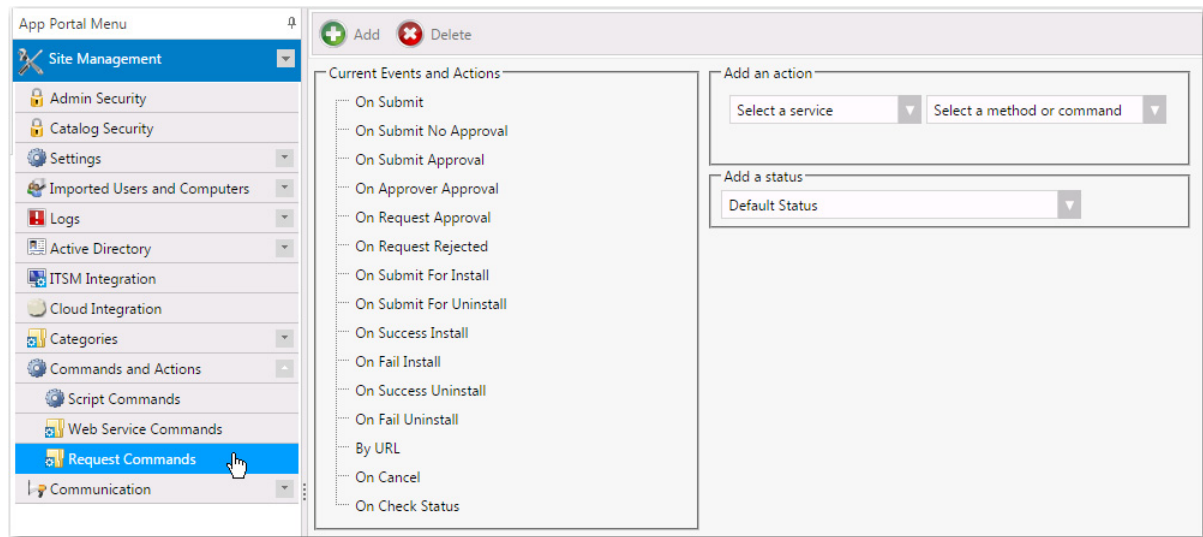 App Portal Menu
Site Management
Admin Security
Catalog Security
Settings
Imported Users and Computers
Logs
Active Directory
ITSM Integration
Cloud Integration
Categories
Commands and Actions
Script Commands
Web Service Commands
Request Commands
Communication
Add Delete
Current Events and Actions
On Submit
On Submit No Approval
On Submit Approval
On Approver Approval
On Request Approval
On Request Rejected
On Submit For Install
On Submit For Uninstall
On Success Install
On Fail Install
On Success Uninstall
On Fail Uninstall
By URL
On Cancel
On Check Status
Add an action
Select a service Select a method or command
Add a status
Default Status